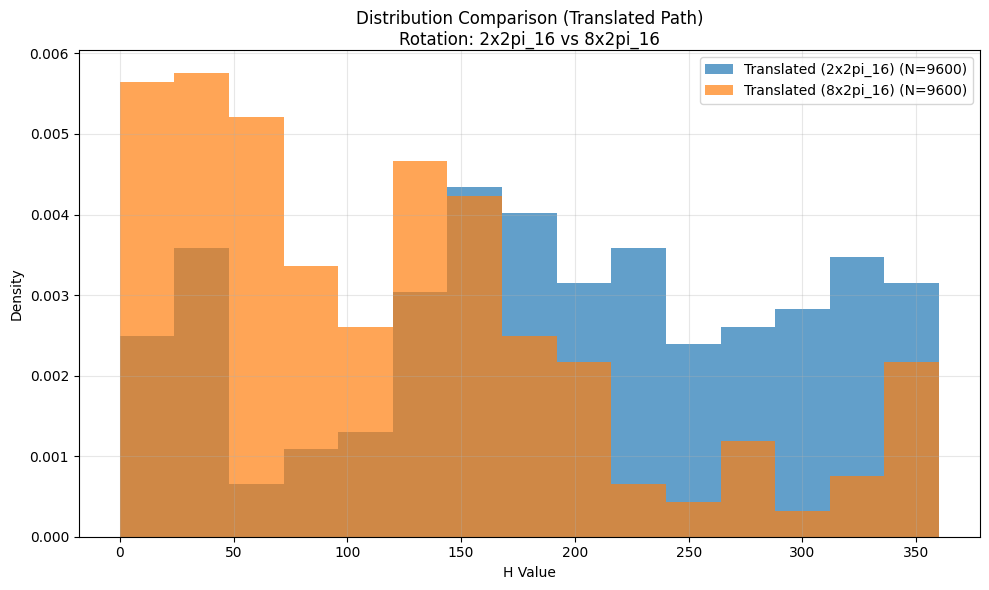 Distribution Comparison (Translated Path)
Rotation: 2x2pi_16 vs 8x2pi_16
Translated (2x2pi_16) (N=9600)
Translated (8x2pi_16) (N=9600)
Density
0.006
0.005
0.004
0.003
0.002
0.001
0.000
0 50 100 150 200 250 300 350
H Value